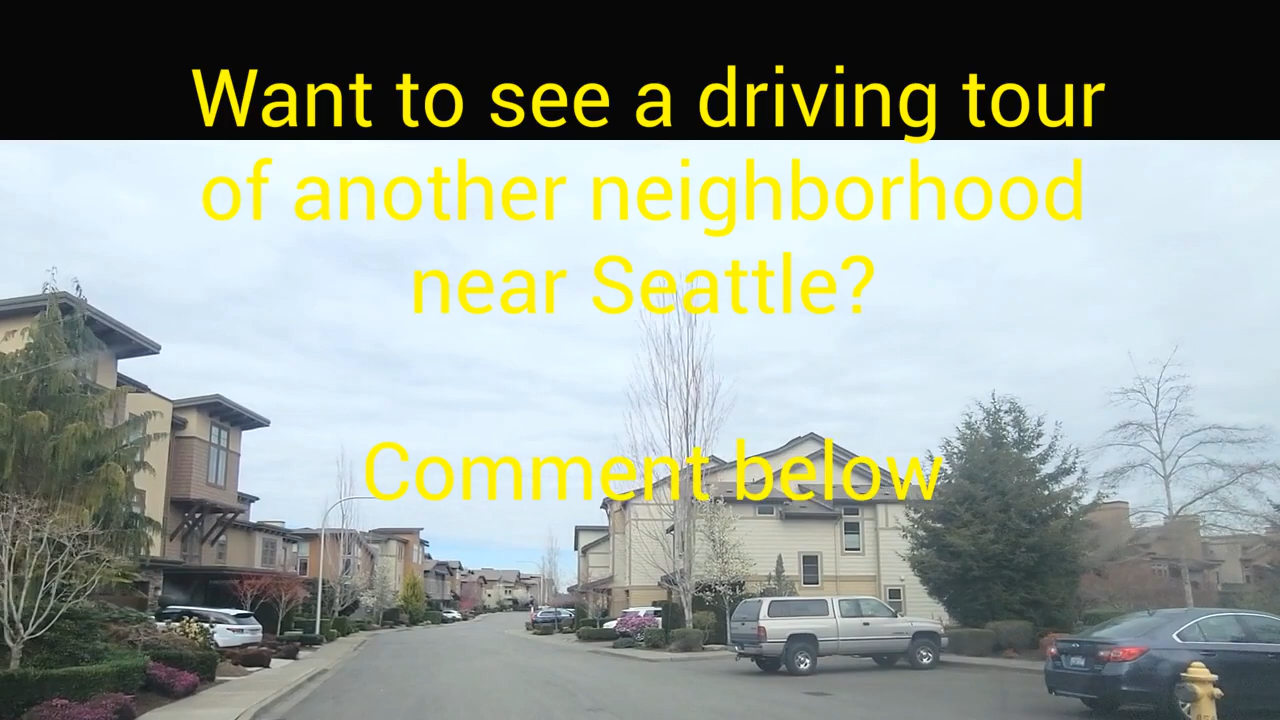 Want to see a driving tour
of another neighborhood
near Seattle?
Comment below